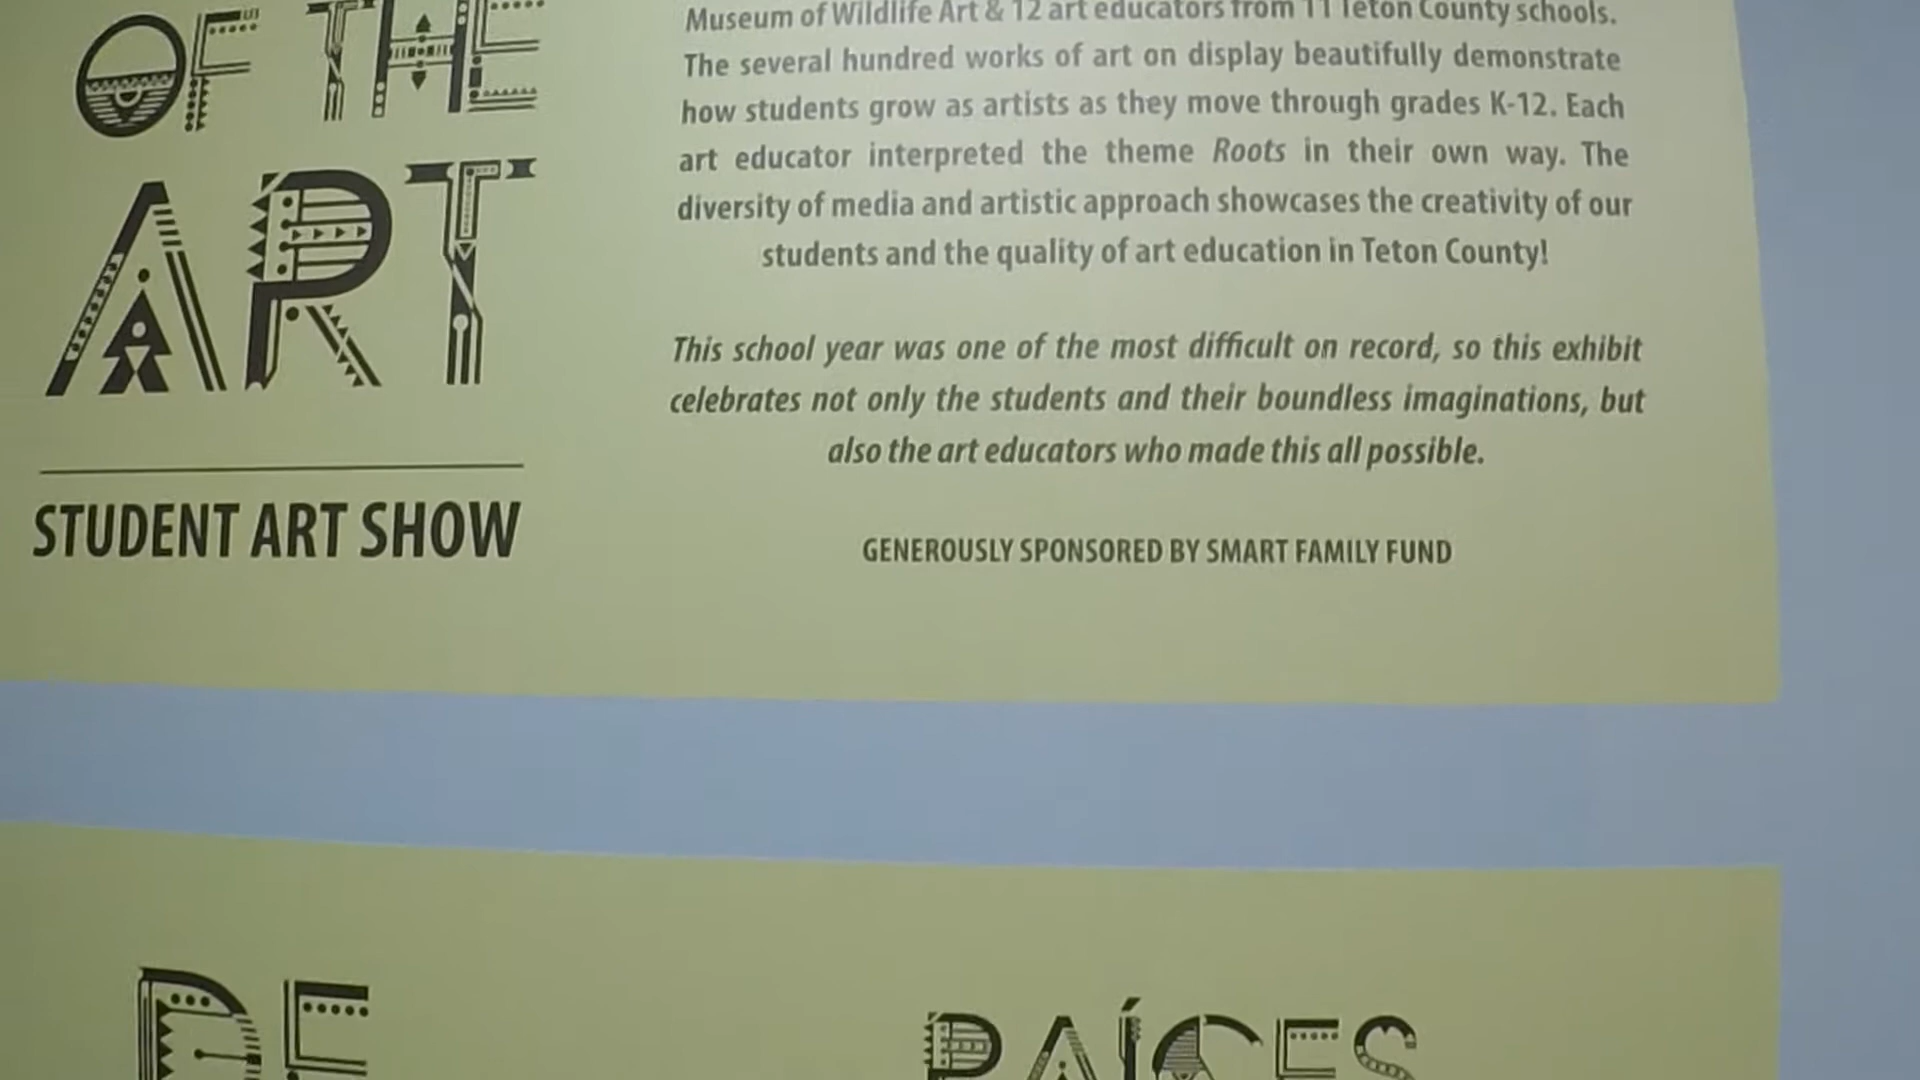 OF THE
ART
STUDENT ART SHOW
Museum of Wildlife Art & 12 art educators from 11 Teton County schools.
The several hundred works of art on display beautifully demonstrate
how students grow as artists as they move through grades K-12. Each
art educator interpreted the theme Roots in their own way. The
diversity of media and artistic approach showcases the creativity of our
students and the quality of art education in Teton County!
This school year was one of the most difficult on record, so this exhibit
celebrates not only the students and their boundless imaginations, but
also the art educators who made this all possible.
GENEROUSLY SPONSORED BY SMART FAMILY FUND
DE
RAÍCES